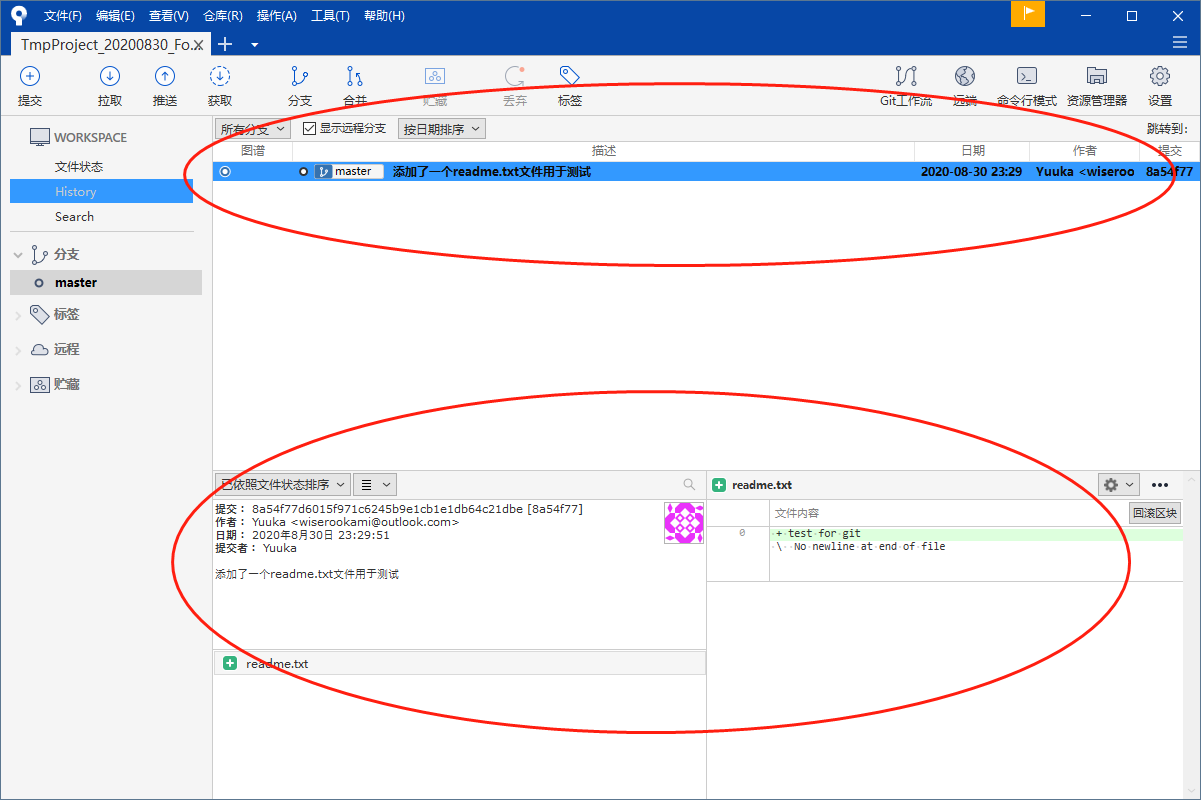 文件(F) 编辑(E) 查看(V) 仓库(R) 操作(A) 工具(T) 帮助(H)
TmpProject_20200830_Fo.
提交 拉取 推送 获取 分支 合并 贮藏 丢弃 标签 Git工作流 远端 命令行模式 资源管理器 设置
WORKSPACE
文件状态
History
Search
分支
master
标签
远程
贮藏
所有分支 显示远程分支 按日期排序 跳转到:
图谱 描述 日期 作者 提交
master 添加了一个readme.txt文件用于测试 2020-08-30 23:29 Yuuka <wiseroo 8a54f77
已依照文件状态排序
提交： 8a54f77d6015f971c6245b9e1cb1e1db64c21dbe [8a54f77]
作者： Yuuka <wiserookami@outlook.com>
日期： 2020年8月30日 23:29:51
提交者： Yuuka
添加了一个readme.txt文件用于测试
readme.txt
readme.txt
文件内容 回滚区块
0 + test for git
\ No newline at end of file